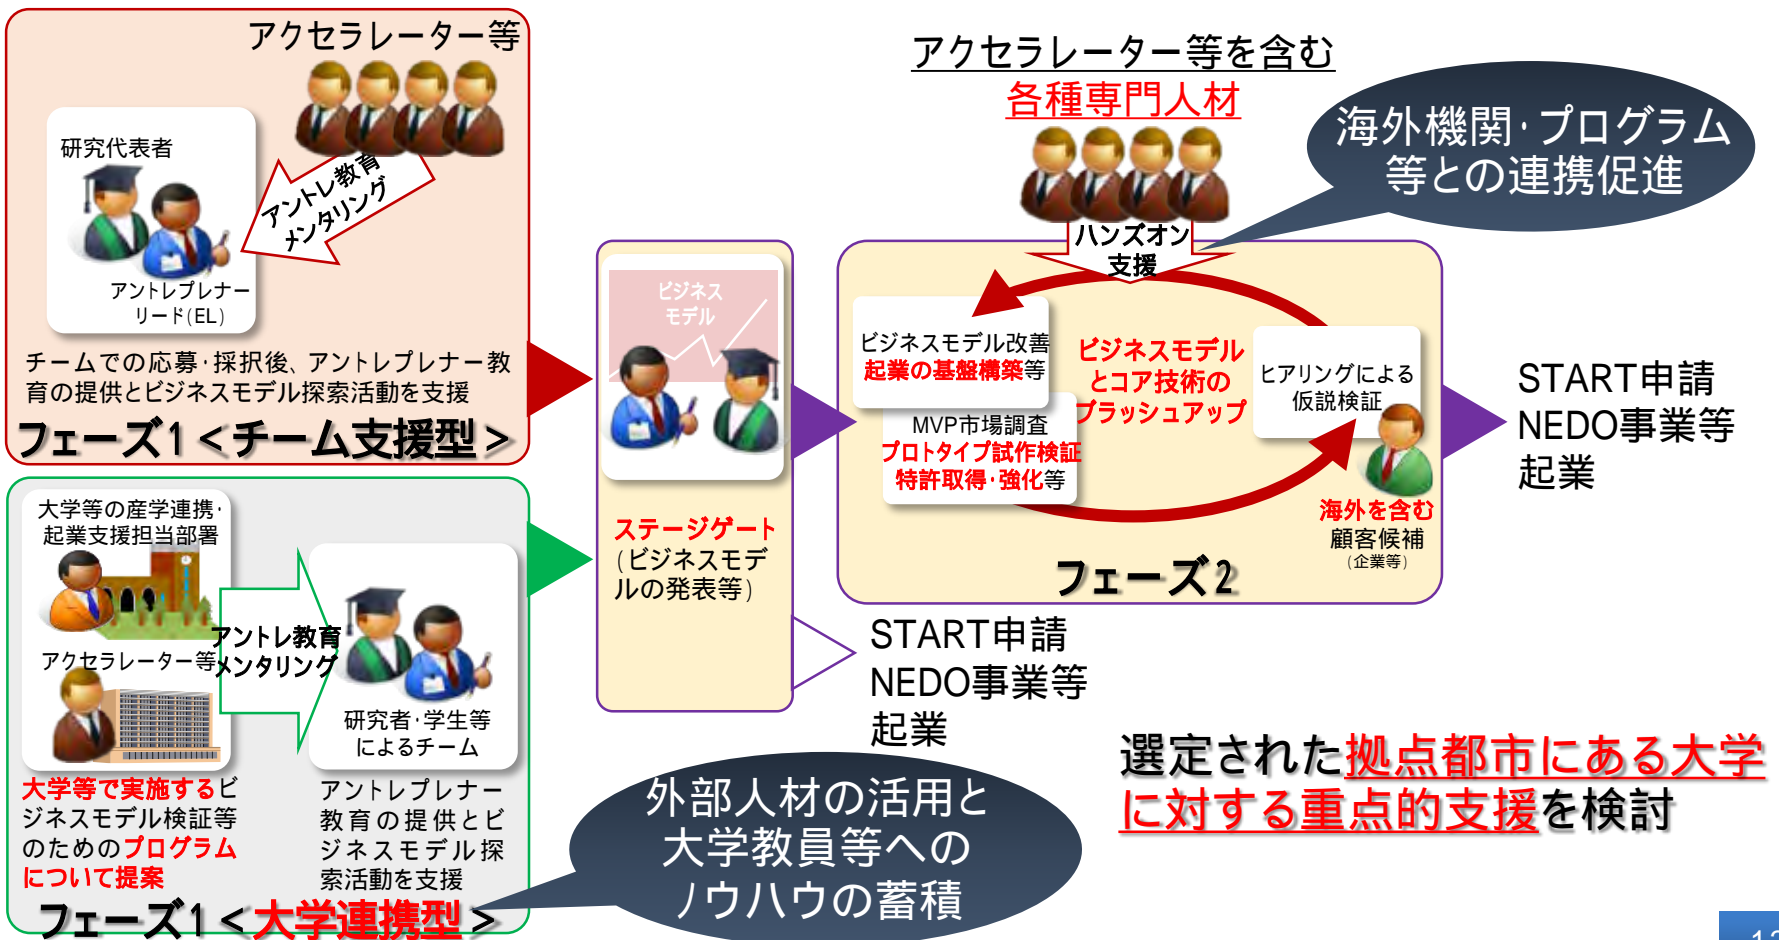 アクセラレーター等
研究代表者
アントレ教育
メンタリング
アントレプレナー
リード(EL)
チームでの応募・採択後、アントレプレナー教
育の提供とビジネスモデル探索活動を支援
フェーズ1<チーム支援型>
大学等の産学連携・
起業支援担当部署
アクセラレーター等
アントレ教育
メンタリング
研究者・学生等
によるチーム
大学等で実施するビ
ジネスモデル検証等
のためのプログラム
について提案
アントレプレナー
教育の提供とビ
ジネスモデル探
索活動を支援
フェーズ1<大学連携型>
外部人材の活用と
大学教員等への
ノウハウの蓄積
ビジネス
モデル
ステージゲート
(ビジネスモデ
ルの発表等)
START申請
NEDO事業等
起業
アクセラレーター等を含む
各種専門人材
海外機関・プログラム
等との連携促進
ハンズオン
支援
ビジネスモデル改善
起業の基盤構築等
MVP市場調査
プロトタイプ試作検証
特許取得・強化等
ビジネスモデル
とコア技術の
ブラッシュアップ
ヒアリングによる
仮説検証
海外を含む
顧客候補
(企業等)
フェーズ2
START申請
NEDO事業等
起業
選定された拠点都市にある大学
に対する重点的支援を検討